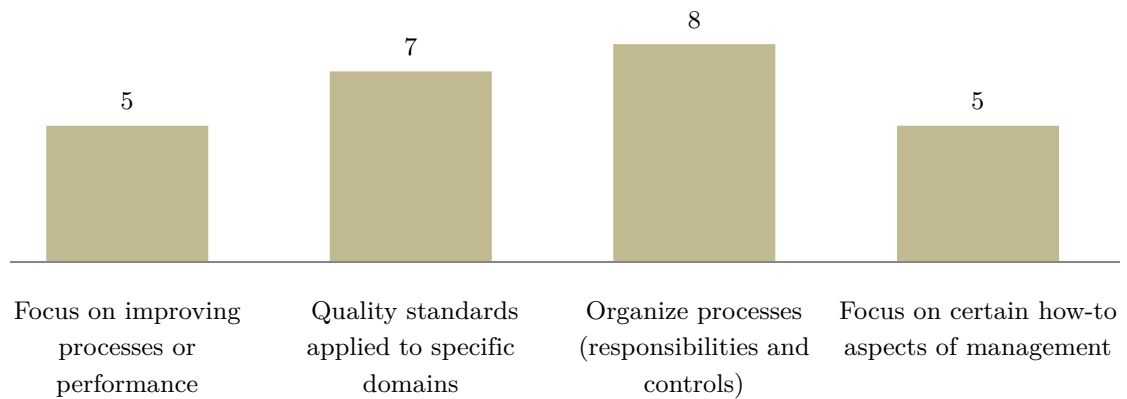 8
7
5
5
Focus on improving
processes or
performance
Quality standards
applied to specific
domains
Organize processes
(responsibilities and
controls)
Focus on certain how-to
aspects of management